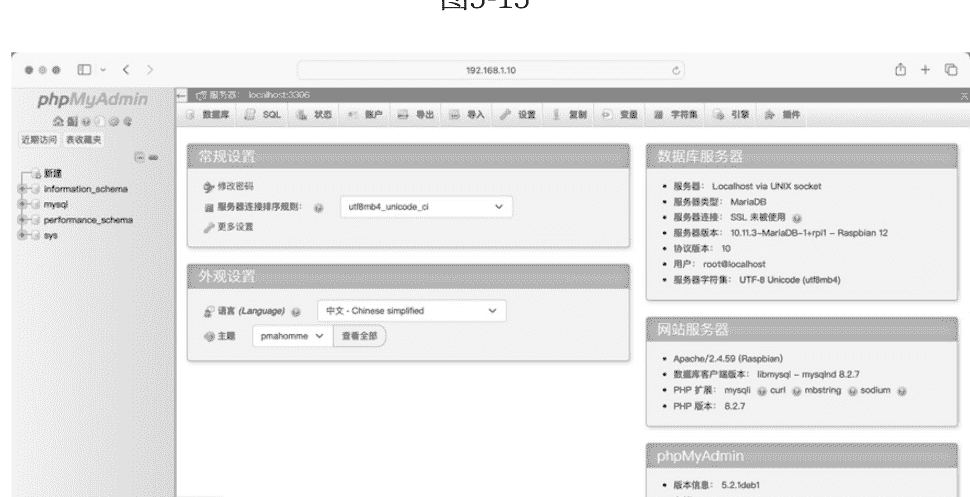 图5-15
192.168.1.10
phpMyAdmin
近期访问 表收藏夹
新建
information_schema
mysql
performance_schema
sys
服务器: localhost:3306
数据库 SQL 状态 账户 导出 导入 设置 复制 变量 字符集 引擎 插件
常规设置
修改密码
服务器连接排序规则: utf8mb4_unicode_ci
更多设置
外观设置
语言 (Language) 中文 - Chinese simplified
主题 pmahomme 查看全部
数据库服务器
• 服务器: Localhost via UNIX socket
• 服务器类型: MariaDB
• 服务器连接: SSL 未被使用
• 服务器版本: 10.11.3-MariaDB-1+rpi1 - Raspbian 12
• 协议版本: 10
• 用户: root@localhost
• 服务器字符集: UTF-8 Unicode (utf8mb4)
网站服务器
• Apache/2.4.59 (Raspbian)
• 数据库客户端版本: libmysql - mysqlnd 8.2.7
• PHP 扩展: mysqli curl mbstring sodium
• PHP 版本: 8.2.7
phpMyAdmin
• 版本信息: 5.2.1deb1